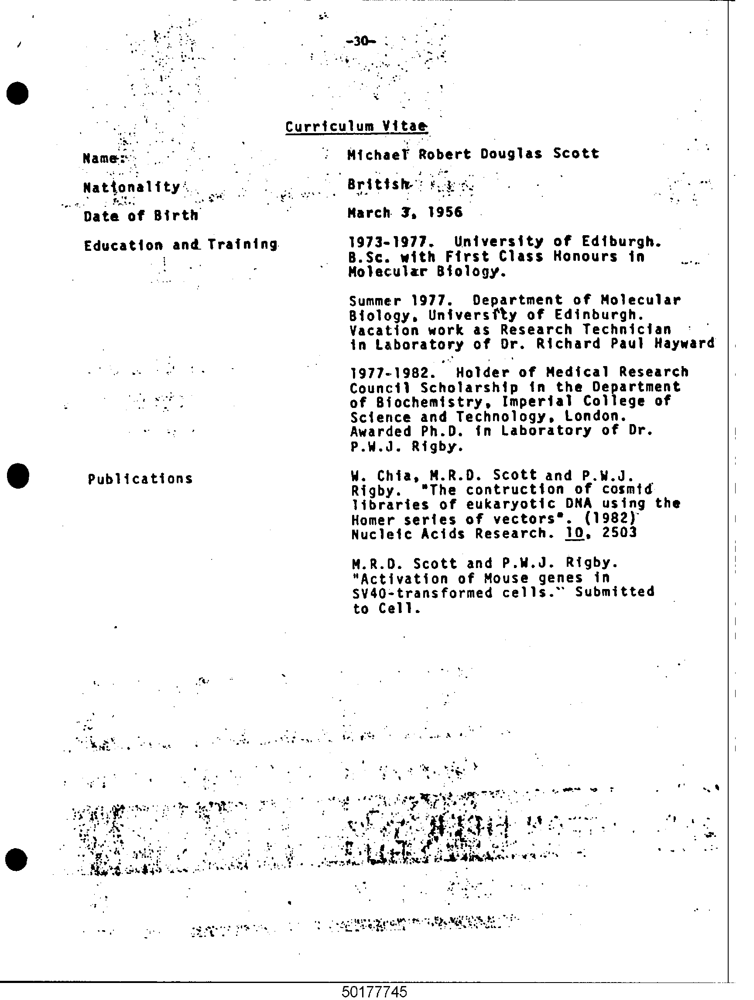 -30-
Curriculum Vitae
Name: Michael Robert Douglas Scott
Nationality British
Date of Birth March 3, 1956
Education and Training 1973-1977. University of Ediburgh.
B.Sc. with First Class Honours in
Molecular Biology.
Summer 1977. Department of Molecular
Biology, University of Edinburgh.
Vacation work as Research Technician
in Laboratory of Dr. Richard Paul Hayward
1977-1982. Holder of Medical Research
Council Scholarship in the Department
of Biochemistry, Imperial College of
Science and Technology, London.
Awarded Ph.D. in Laboratory of Dr.
P.W.J. Rigby.
Publications W. Chia, M.R.D. Scott and P.W.J.
Rigby. "The contruction of cosmid
libraries of eukaryotic DNA using the
Homer series of vectors". (1982)
Nucleic Acids Research. 10, 2503
M.R.D. Scott and P.W.J. Rigby.
"Activation of Mouse genes in
SV40-transformed cells." Submitted
to Cell.
50177745